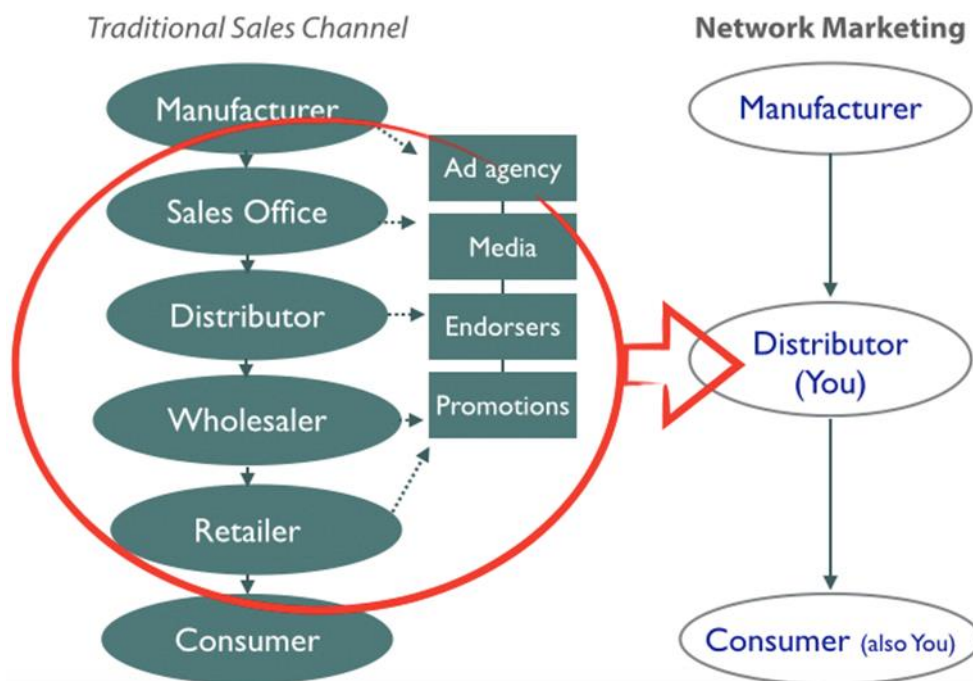 Traditional Sales Channel
Manufacturer
Sales Office
Distributor
Wholesaler
Retailer
Consumer
Ad agency
Media
Endorsers
Promotions
Network Marketing
Manufacturer
Distributor
(You)
Consumer (also You)